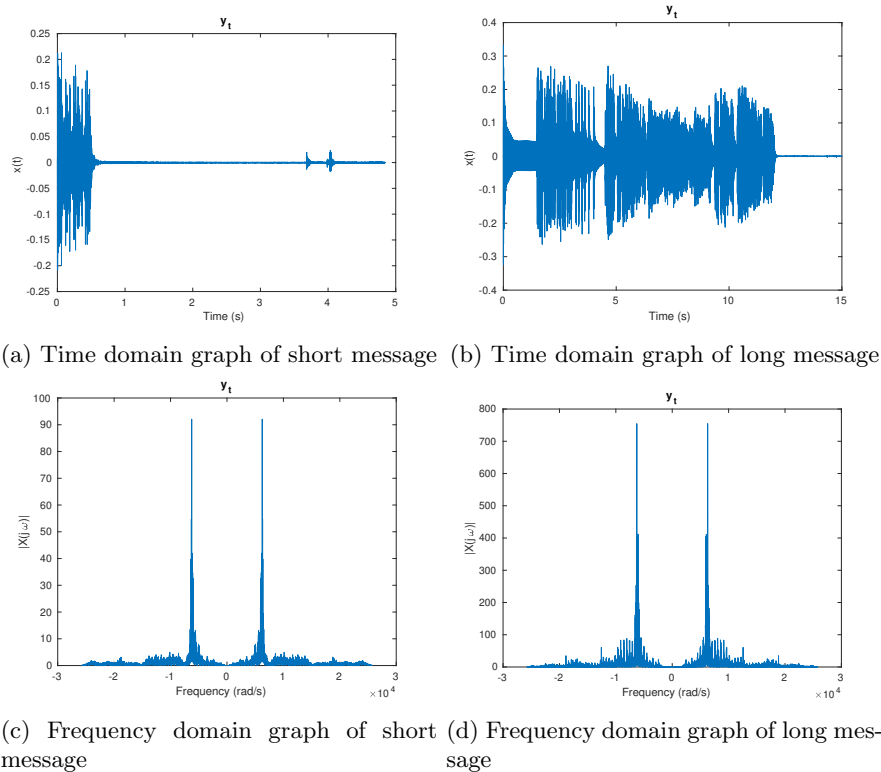 y_t
0.25
0.2
0.15
0.1
0.05
0
-0.05
-0.1
-0.15
-0.2
-0.25
x(t)
0 1 2 3 4 5
Time (s)
y_t
0.4
0.3
0.2
0.1
0
-0.1
-0.2
-0.3
-0.4
x(t)
0 5 10 15
Time (s)
(a) Time domain graph of short message
(b) Time domain graph of long message
y_t
100
90
80
70
60
50
40
30
20
10
0
|X(j ω)|
-3 -2 -1 0 1 2 3
Frequency (rad/s)
×10^4
y_t
800
700
600
500
400
300
200
100
0
|X(j ω)|
-3 -2 -1 0 1 2 3
Frequency (rad/s)
×10^4
(c) Frequency domain graph of short
message
(d) Frequency domain graph of long mes-
sage